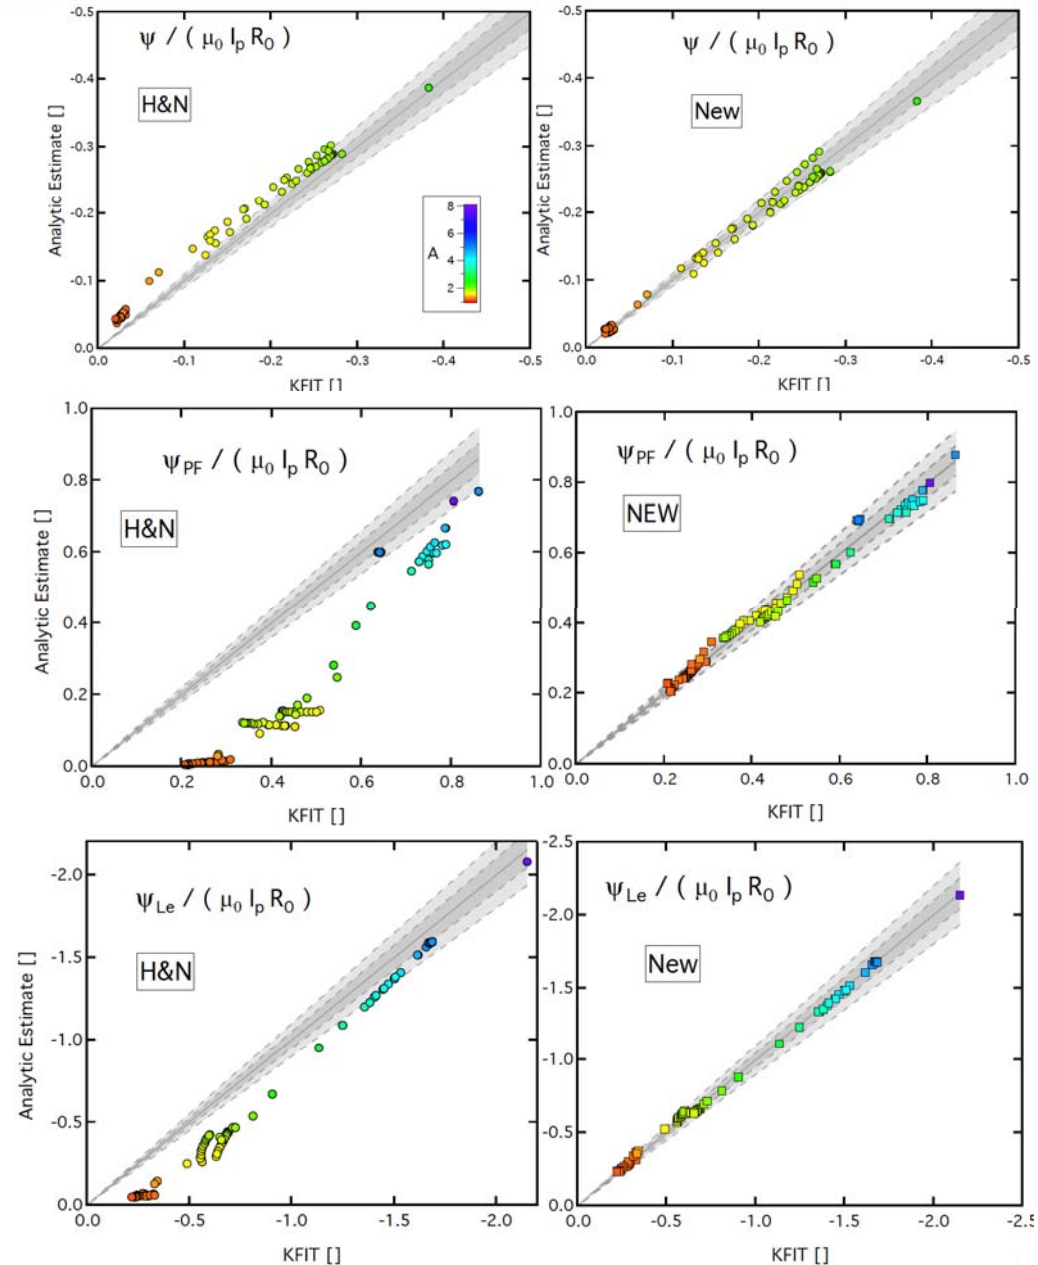 ψ / ( μ0 Ip R0 )
H&N
Analytic Estimate []
-0.5
-0.4
-0.3
-0.2
-0.1
0.0
0.0 -0.1 -0.2 -0.3 -0.4 -0.5
KFIT []
A
8
6
4
2
ψ / ( μ0 Ip R0 )
New
Analytic Estimate []
-0.5
-0.4
-0.3
-0.2
-0.1
0.0
0.0 -0.1 -0.2 -0.3 -0.4 -0.5
KFIT []
ψPF / ( μ0 Ip R0 )
H&N
Analytic Estimate []
1.0
0.8
0.6
0.4
0.2
0.0
0.0 0.2 0.4 0.6 0.8 1.0
KFIT []
ψPF / ( μ0 Ip R0 )
NEW
1.0
0.8
0.6
0.4
0.2
0.0
0.0 0.2 0.4 0.6 0.8 1.0
KFIT []
ψLe / ( μ0 Ip R0 )
H&N
Analytic Estimate []
-2.0
-1.5
-1.0
-0.5
0.0
0.0 -0.5 -1.0 -1.5 -2.0
KFIT []
ψLe / ( μ0 Ip R0 )
New
-2.5
-2.0
-1.5
-1.0
-0.5
0.0
0.0 -0.5 -1.0 -1.5 -2.0 -2.5
KFIT []